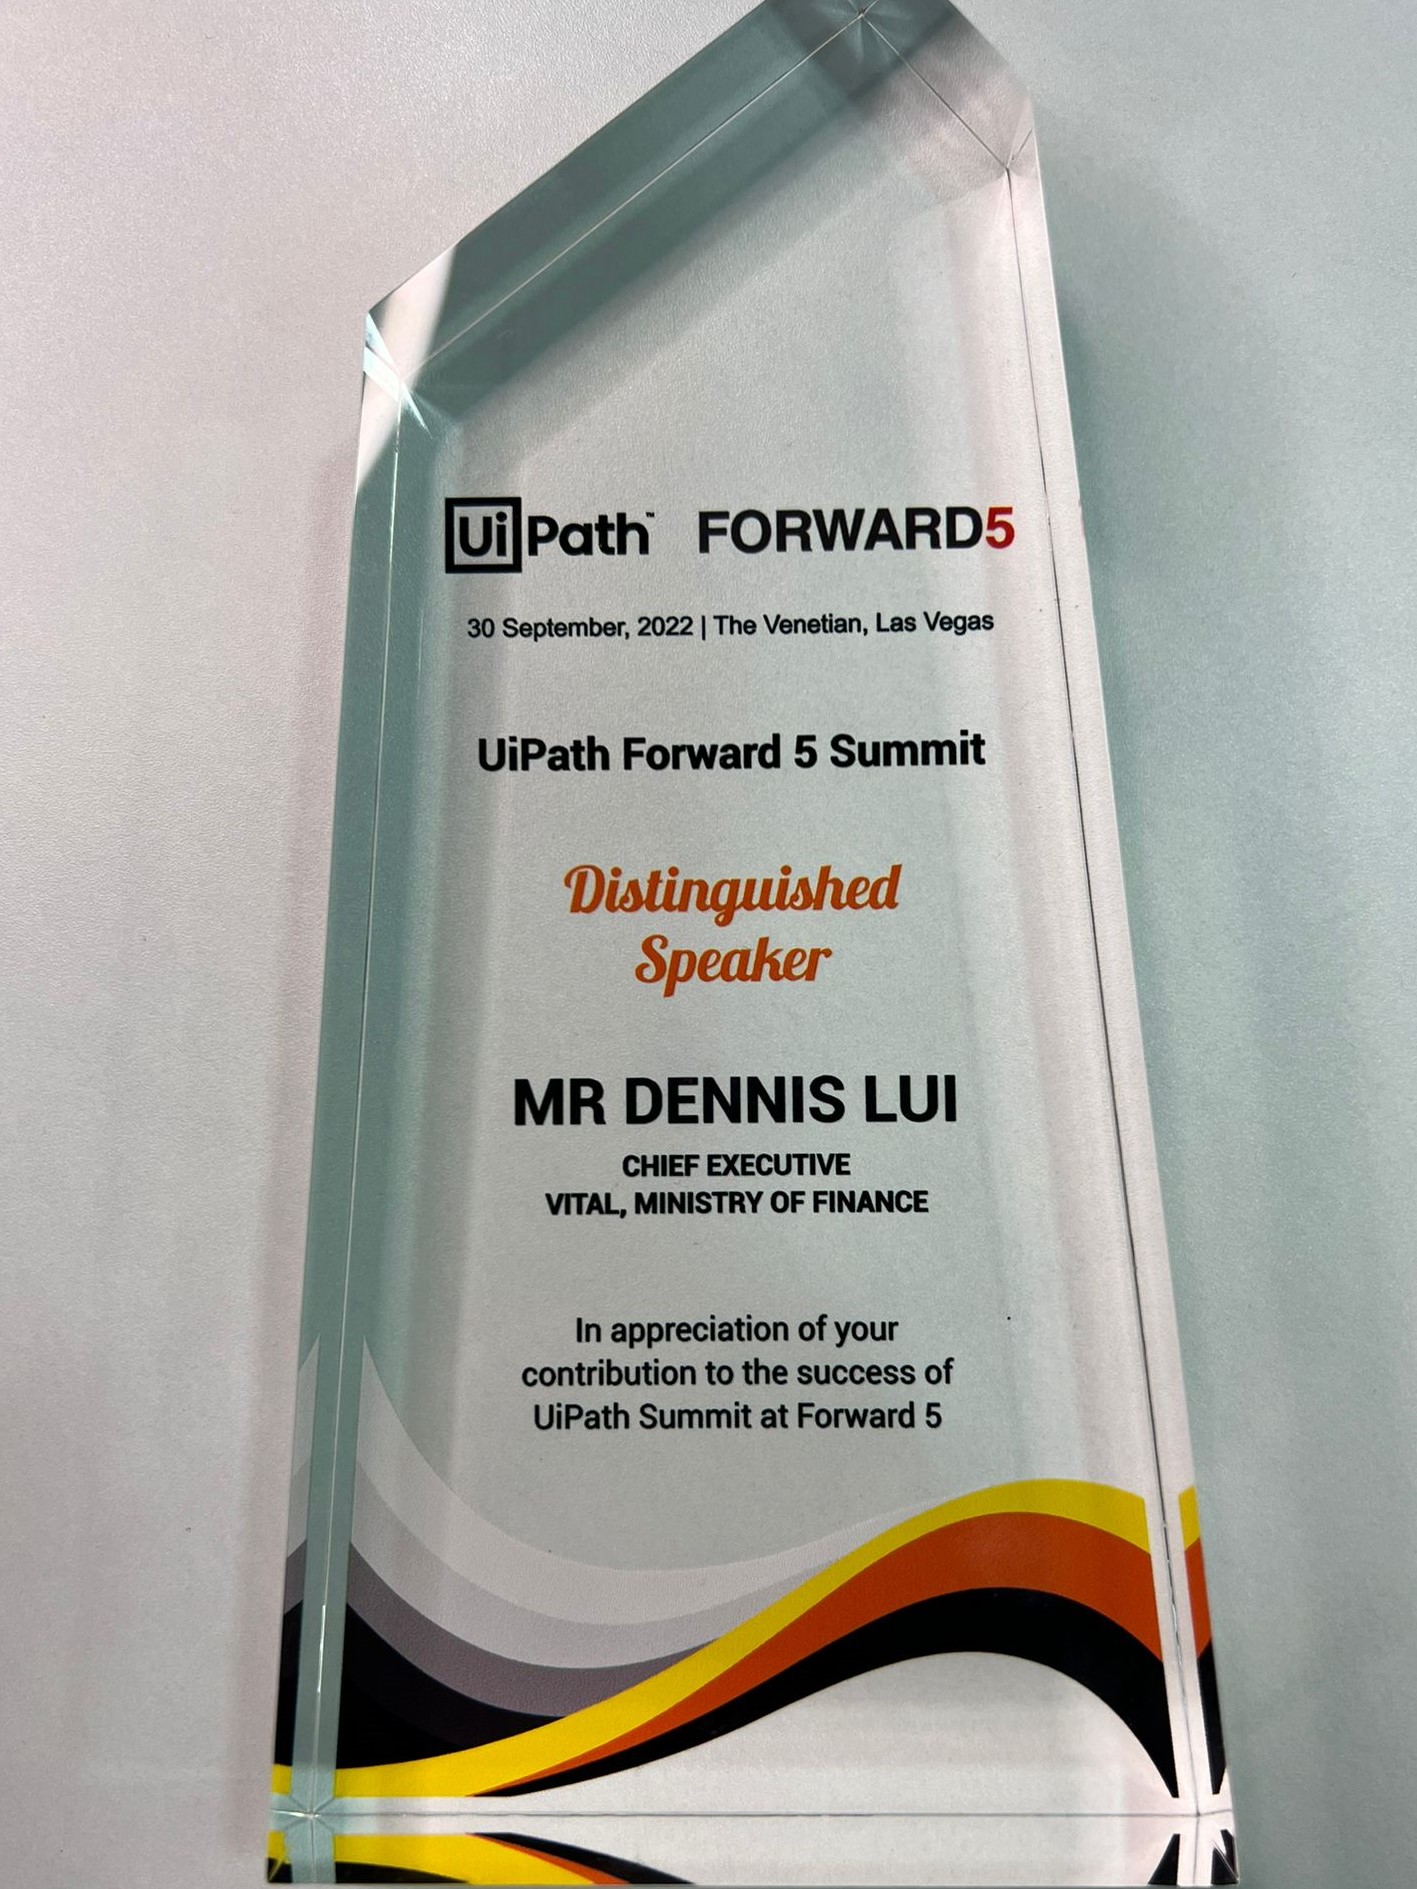 UiPath™ FORWARD5
30 September, 2022 | The Venetian, Las Vegas
UiPath Forward 5 Summit
Distinguished
Speaker
MR DENNIS LUI
CHIEF EXECUTIVE
VITAL, MINISTRY OF FINANCE
In appreciation of your
contribution to the success of
UiPath Summit at Forward 5